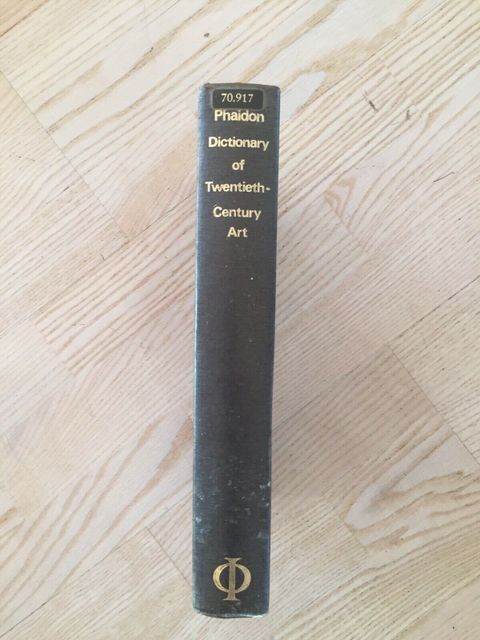 70.917
Phaidon
Dictionary
of
Twentieth-
Century
Art
Φ